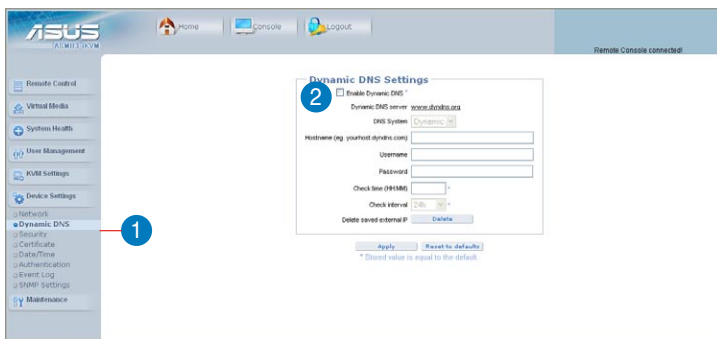 ASUS
ASMB3-IKVM
Home
Console
Logout
Remote Console connected!
Remote Control
Virtual Media
System Health
User Management
KVM Settings
Device Settings
Network
Dynamic DNS
Security
Certificate
Date/Time
Authentication
Event Log
SNMP Settings
Maintenance
1
Dynamic DNS Settings
2
Enable Dynamic DNS *
Dynamic DNS server www.dyndns.org
DNS System Dynamic
Hostname (eg. yourhost.dyndns.com)
Username
Password
Check time (HH:MM) *
Check interval 24h *
Delete saved external IP Delete
Apply Reset to defaults
* Stored value is equal to the default.